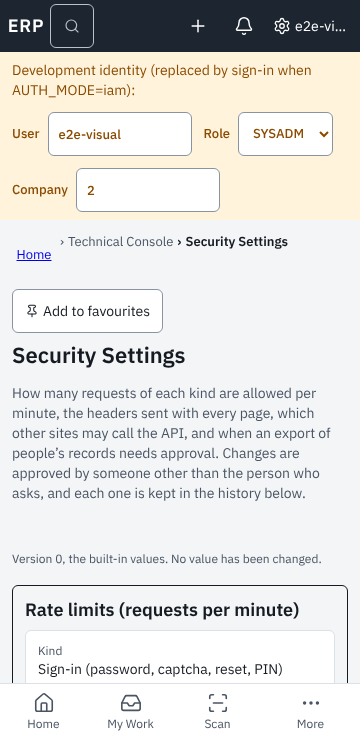 ERP
e2e-vi...
Development identity (replaced by sign-in when
AUTH_MODE=iam):
User e2e-visual Role SYSADM
Company 2
Home › Technical Console › Security Settings
Add to favourites
Security Settings
How many requests of each kind are allowed per
minute, the headers sent with every page, which
other sites may call the API, and when an export of
people’s records needs approval. Changes are
approved by someone other than the person who
asks, and each one is kept in the history below.
Version 0, the built-in values. No value has been changed.
Rate limits (requests per minute)
Kind
Sign-in (password, captcha, reset, PIN)
Home My Work Scan More